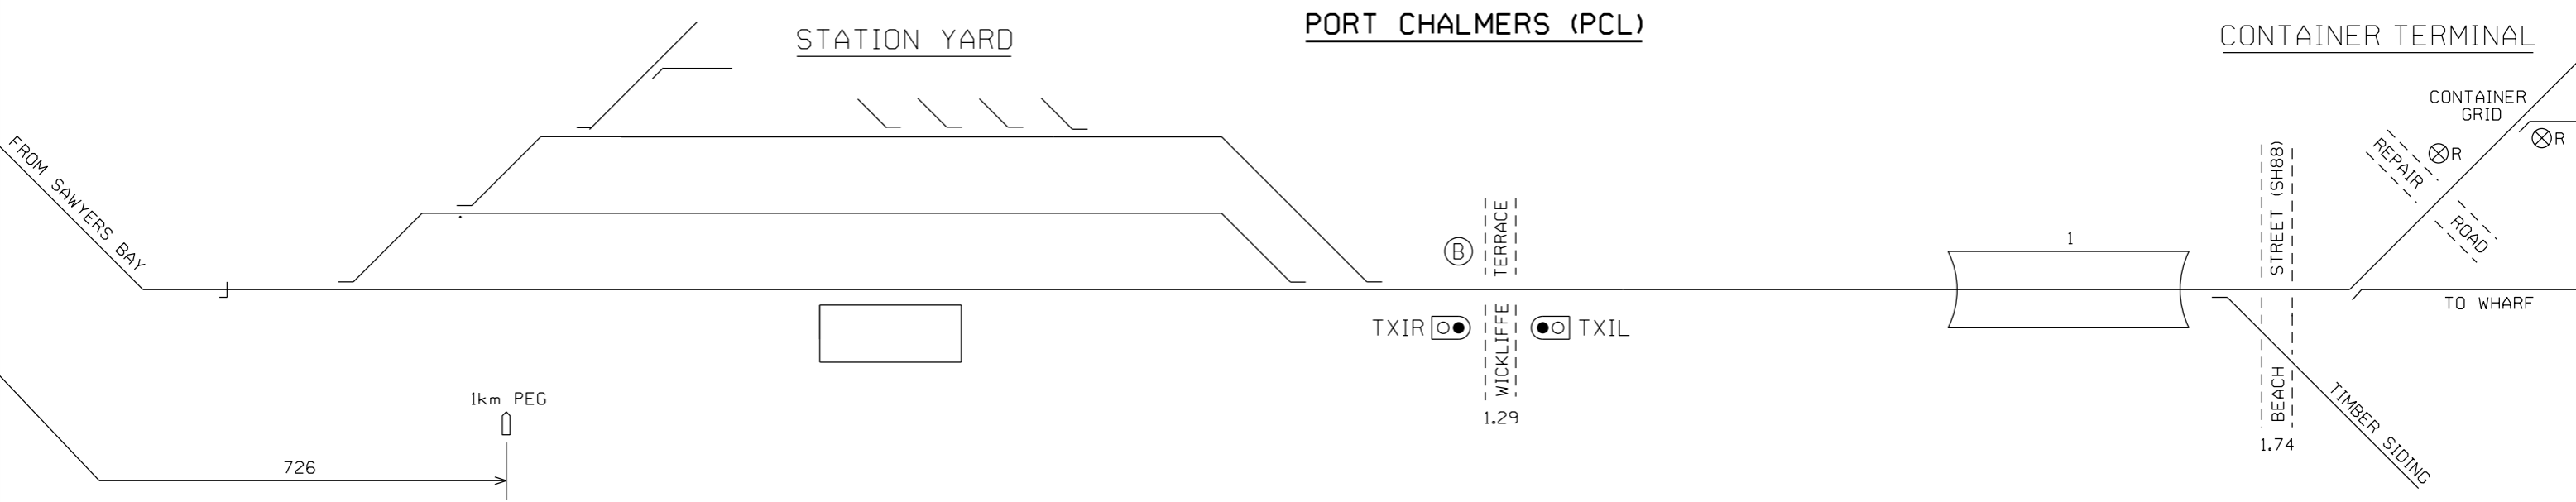 PORT CHALMERS (PCL)
STATION YARD
CONTAINER TERMINAL
FROM SAWYERS BAY
CONTAINER
GRID
R
R
REPAIR
ROAD
STREET (SH88)
BEACH
1.74
1
TERRACE
WICKLIFFE
1.29
B
TXIR
TXIL
TO WHARF
TIMBER SIDING
1km PEG
726